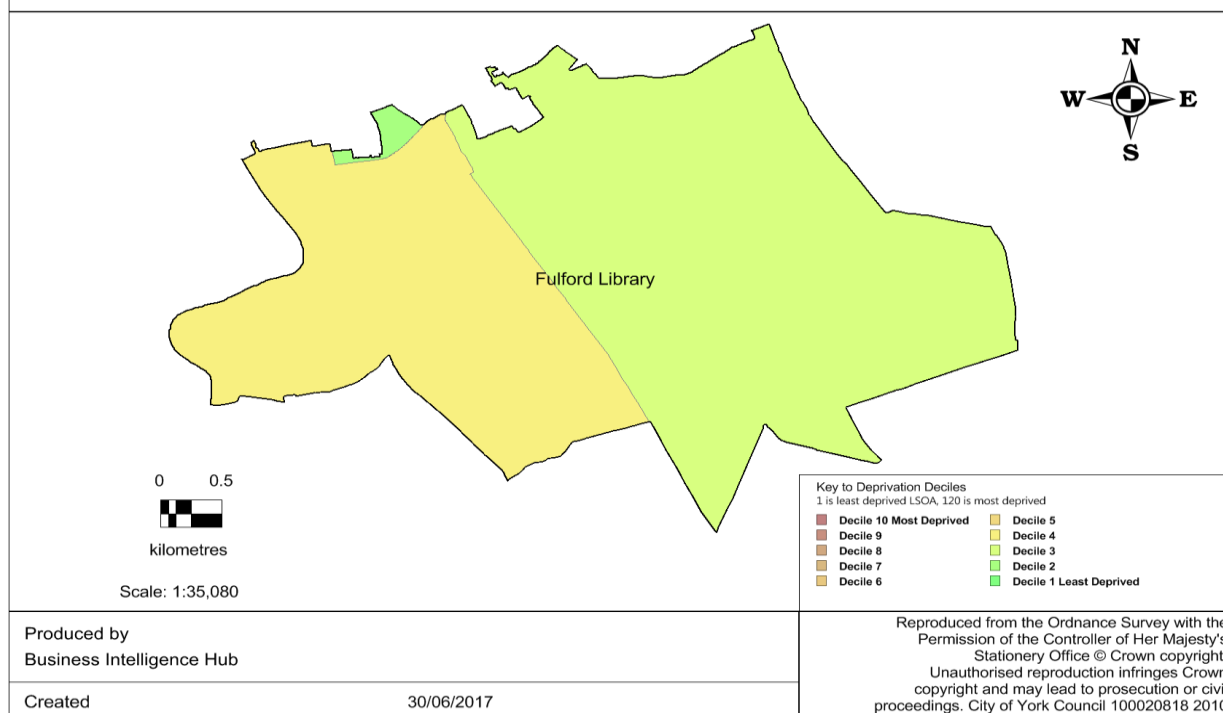 N
W E
S
Fulford Library
0 0.5
kilometres
Scale: 1:35,080
Key to Deprivation Deciles
1 is least deprived LSOA, 120 is most deprived
Decile 10 Most Deprived
Decile 9
Decile 8
Decile 7
Decile 6
Decile 5
Decile 4
Decile 3
Decile 2
Decile 1 Least Deprived
Produced by
Business Intelligence Hub
Created 30/06/2017
Reproduced from the Ordnance Survey with the
Permission of the Controller of Her Majesty's
Stationery Office © Crown copyright
Unauthorised reproduction infringes Crown
copyright and may lead to prosecution or civi
proceedings. City of York Council 100020818 2010